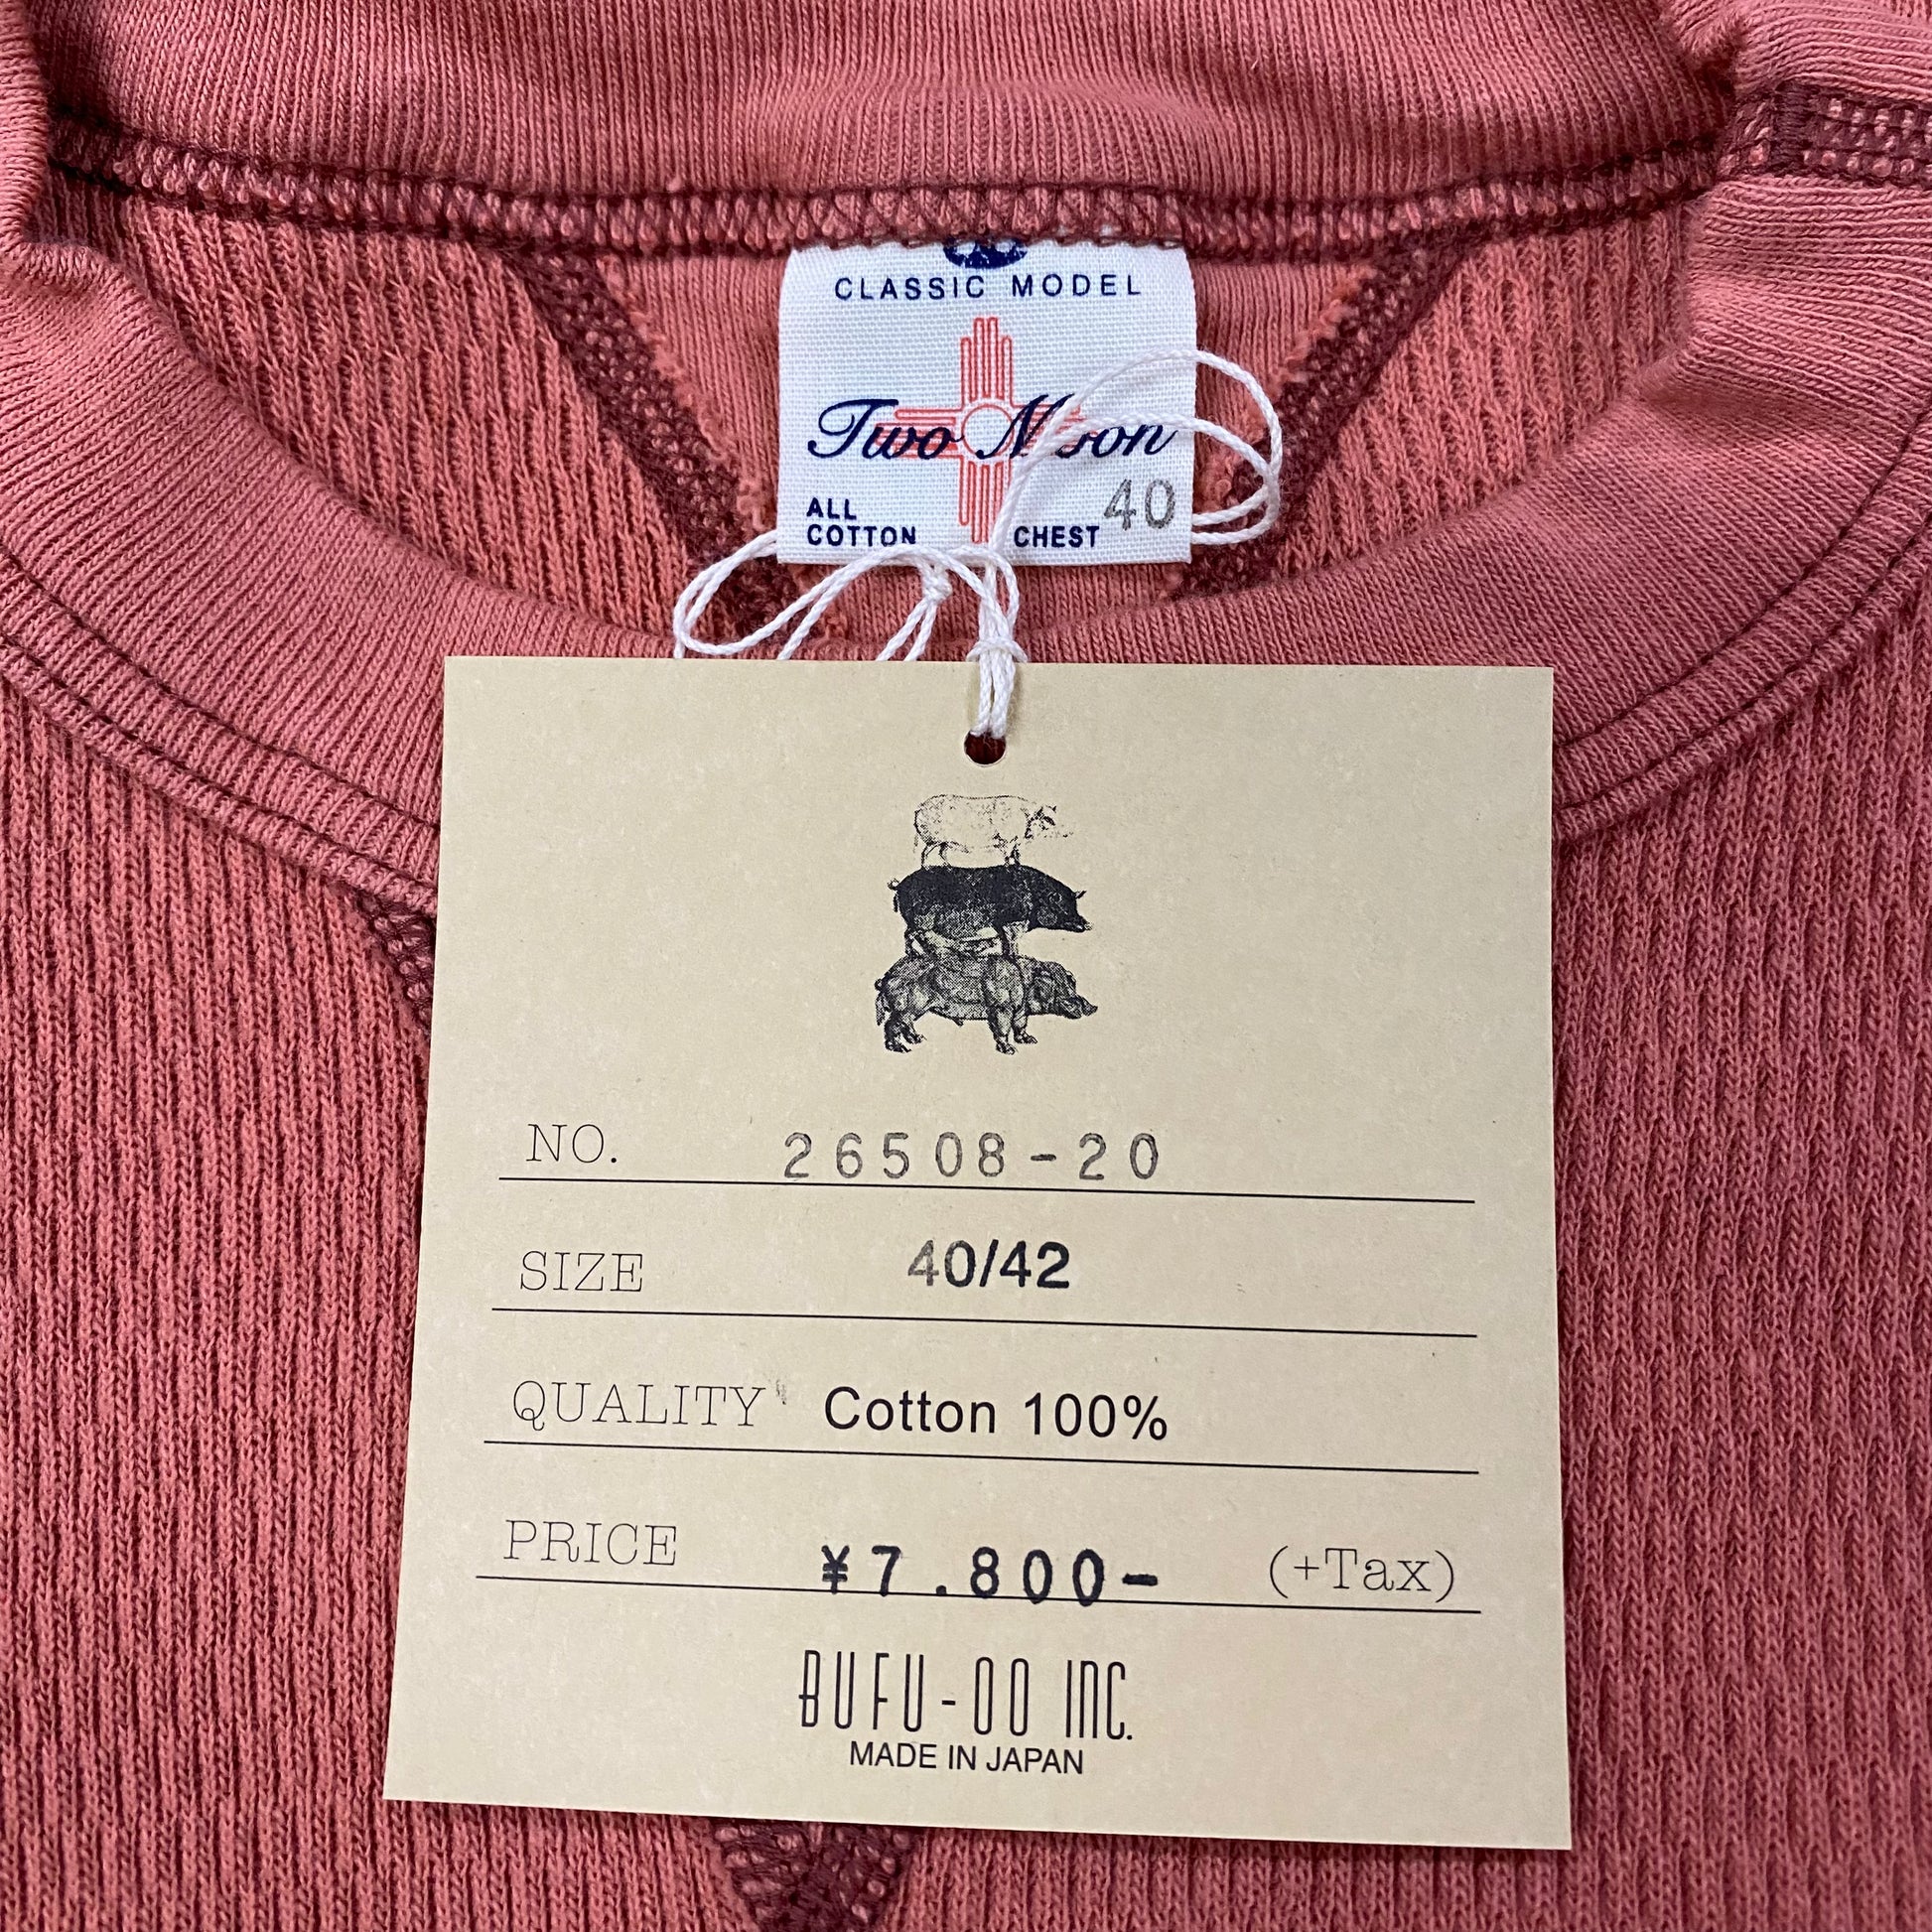 CLASSIC MODEL
Two Moon
ALL
COTTON
CHEST 40
NO. 26508-20
SIZE 40/42
QUALITY Cotton 100%
PRICE ¥7.800- (+Tax)
BUFU-OO INC.
MADE IN JAPAN